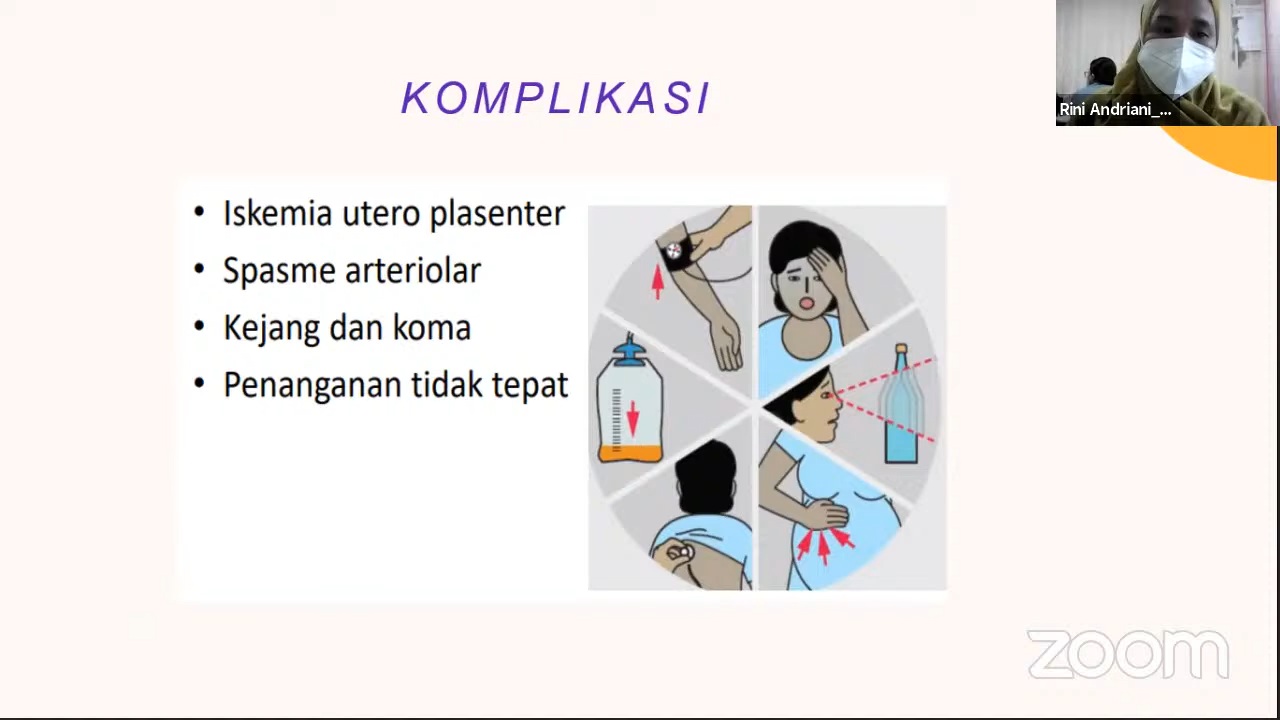 KOMPLIKASI
Rini Andriani_...
• Iskemia utero plasenter
• Spasme arteriolar
• Kejang dan koma
• Penanganan tidak tepat
zoom